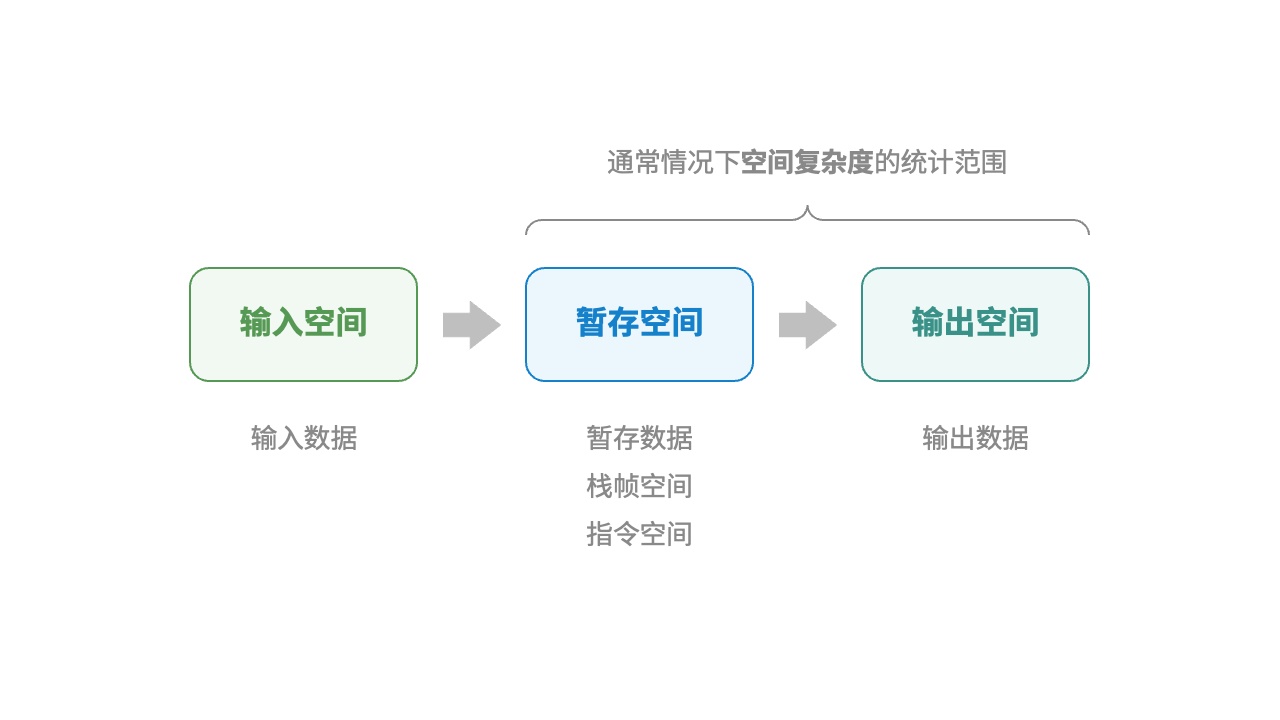 通常情况下空间复杂度的统计范围
输入空间
暂存空间
输出空间
输入数据
暂存数据
栈帧空间
指令空间
输出数据